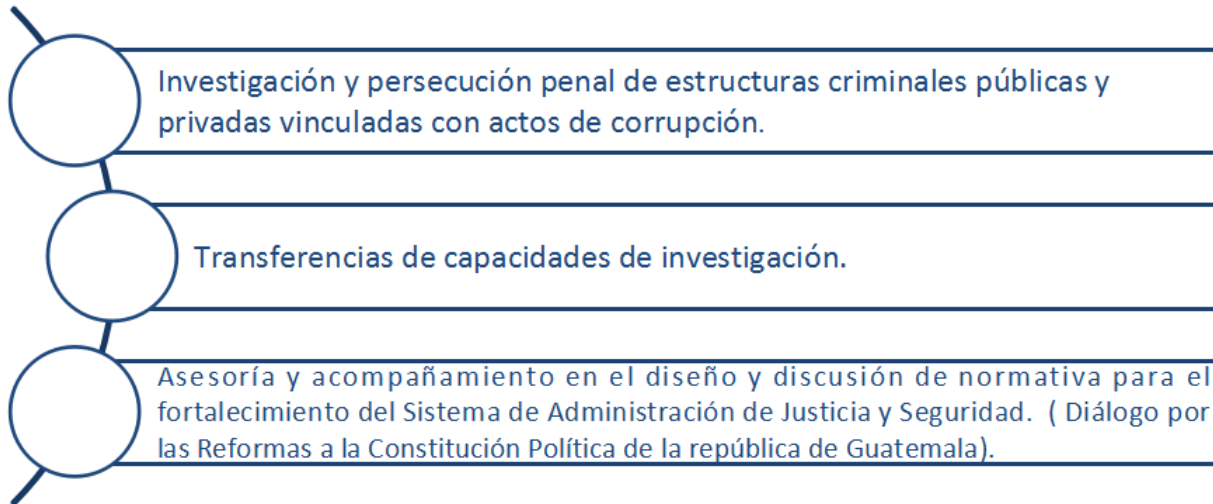 Investigación y persecución penal de estructuras criminales públicas y
privadas vinculadas con actos de corrupción.
Transferencias de capacidades de investigación.
Asesoría y acompañamiento en el diseño y discusión de normativa para el
fortalecimiento del Sistema de Administración de Justicia y Seguridad. ( Diálogo por
las Reformas a la Constitución Política de la república de Guatemala).